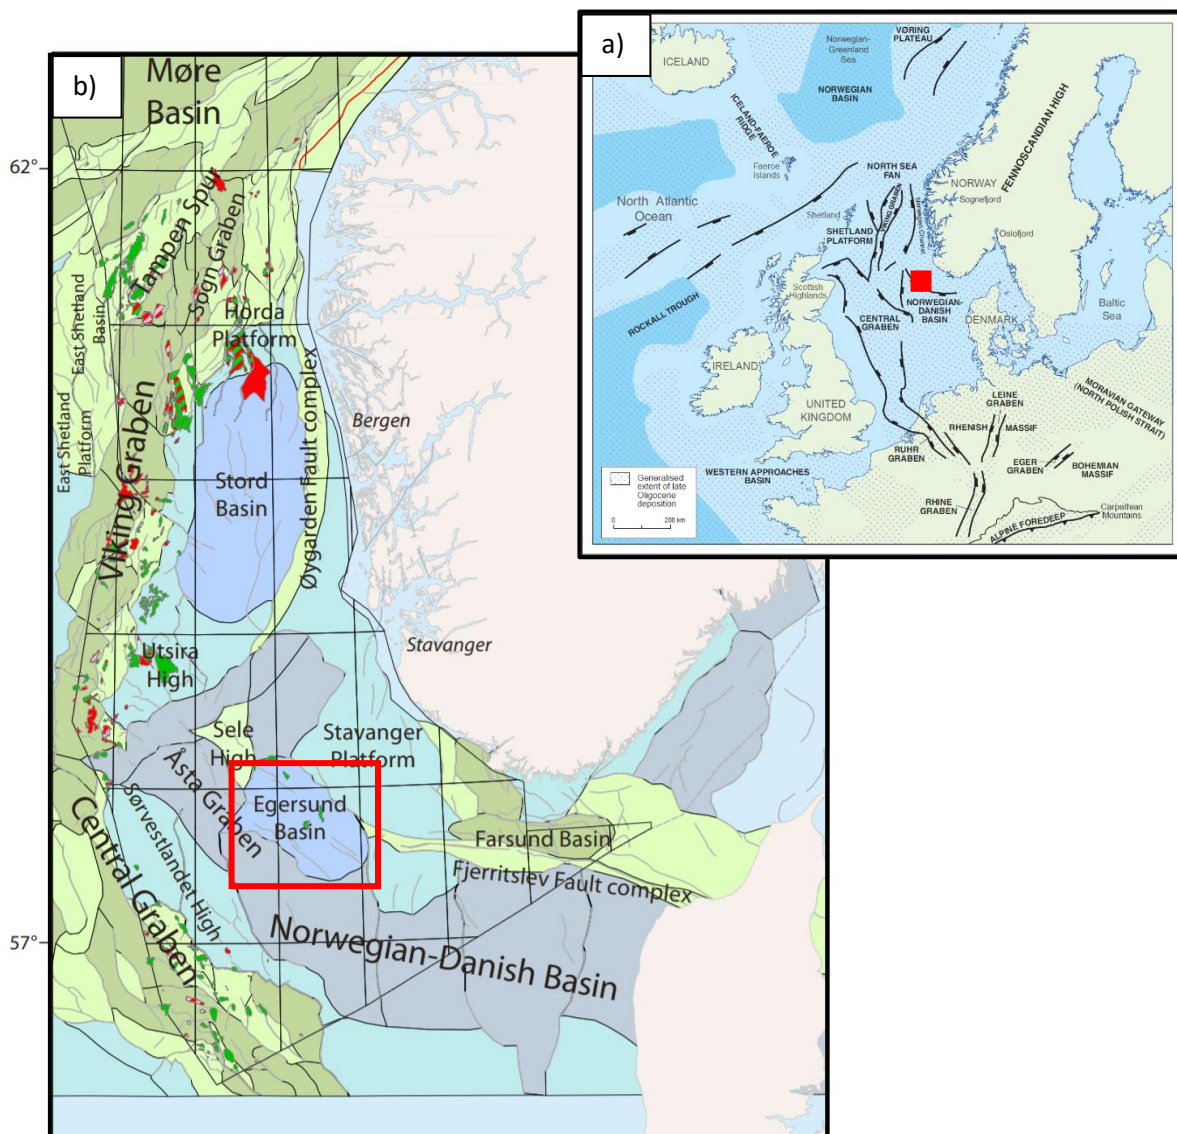 a)
ICELAND
Norwegian-
Greenland
Sea
VØRING
PLATEAU
NORWEGIAN
BASIN
ICELAND-FAEROE
RIDGE
Faeroe
Islands
FENNOSCANDIAN HIGH
NORTH SEA
FAN
NORWAY
Sognefjord
North Atlantic
Ocean
Shetland
VIKING GRABEN
Norwegian Channel
Oslofjord
SHETLAND
PLATFORM
Scottish
Highlands
NORWEGIAN-
DANISH
BASIN
ROCKALL TROUGH
CENTRAL
GRABEN
DENMARK
Baltic
Sea
IRELAND
UNITED
KINGDOM
LEINE
GRABEN
MORAVIAN GATEWAY
(NORTH POLISH STRAIT)
RHENISH
MASSIF
RUHR
GRABEN
EGER
GRABEN
BOHEMIAN
MASSIF
WESTERN APPROACHES
BASIN
Generalised
extent of late
Oligocene
deposition
0
200 km
RHINE
GRABEN
ALPINE FOREDEEP
Carpathian
Mountains
b)
Møre
Basin
62°
Tampen Spur
Sogn Graben
East Shetland
Basin
Horda
Platform
East Shetland
Platform
Viking Graben
Stord
Basin
Øygarden Fault complex
Bergen
Utsira
High
Stavanger
Sele
High
Stavanger
Platform
Åsta Graben
Egersund
Basin
Sørvestlandet High
Central Graben
Farsund Basin
Fjerritslev Fault complex
57°
Norwegian-Danish Basin